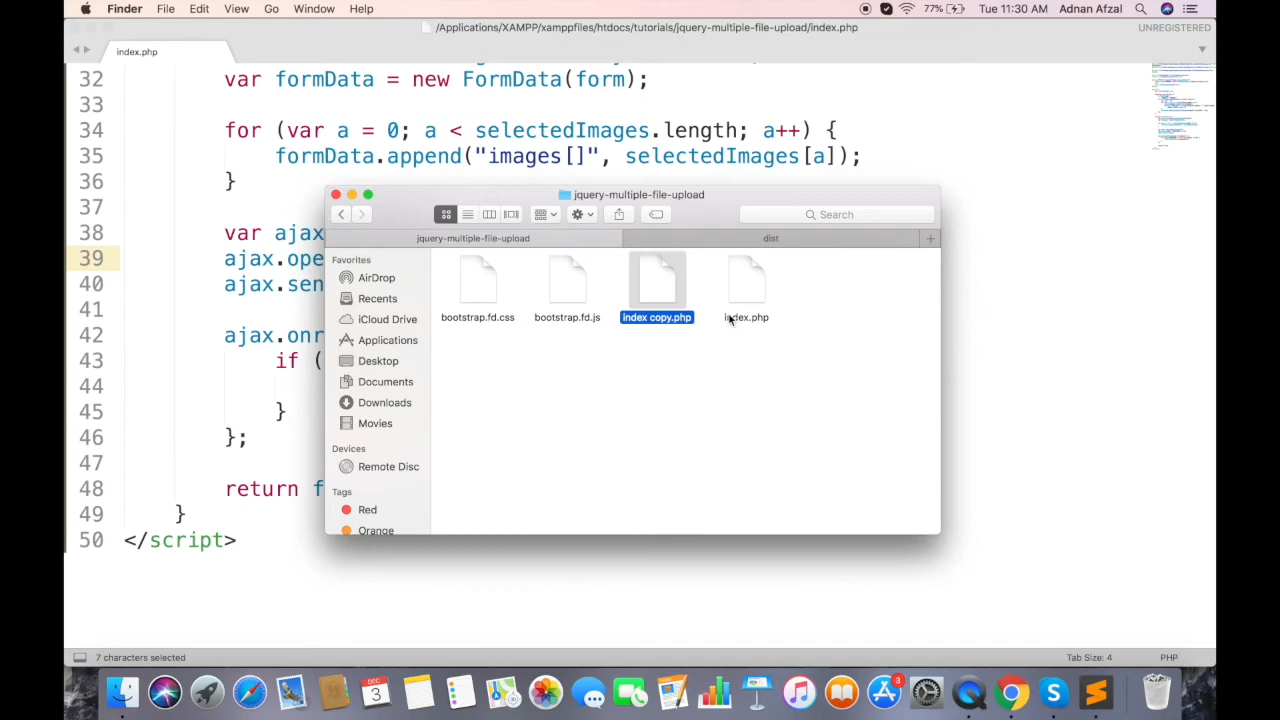 Finder File Edit View Go Window Help 77% Tue 11:30 AM Adnan Afzal
/Applications/XAMPP/xamppfiles/htdocs/tutorials/jquery-multiple-file-upload/index.php UNREGISTERED
index.php
32 var formData = new FormData(form);
33
34 for (var a = 0; a < selectedImages.length; a++) {
35 formData.append("images[]", selectedImages[a]);
36 }
37
38 var ajax
39 ajax.ope
40 ajax.sen
41
42 ajax.onr
43 if (
44
45 }
46 };
47
48 return f
49 }
50 </script>
jquery-multiple-file-upload
Search
jquery-multiple-file-upload dist
Favorites
AirDrop
Recents
iCloud Drive
Applications
Desktop
Documents
Downloads
Movies
Devices
Remote Disc
Tags
Red
Orange
bootstrap.fd.css bootstrap.fd.js index copy.php index.php
7 characters selected Tab Size: 4 PHP
DEC
3
3